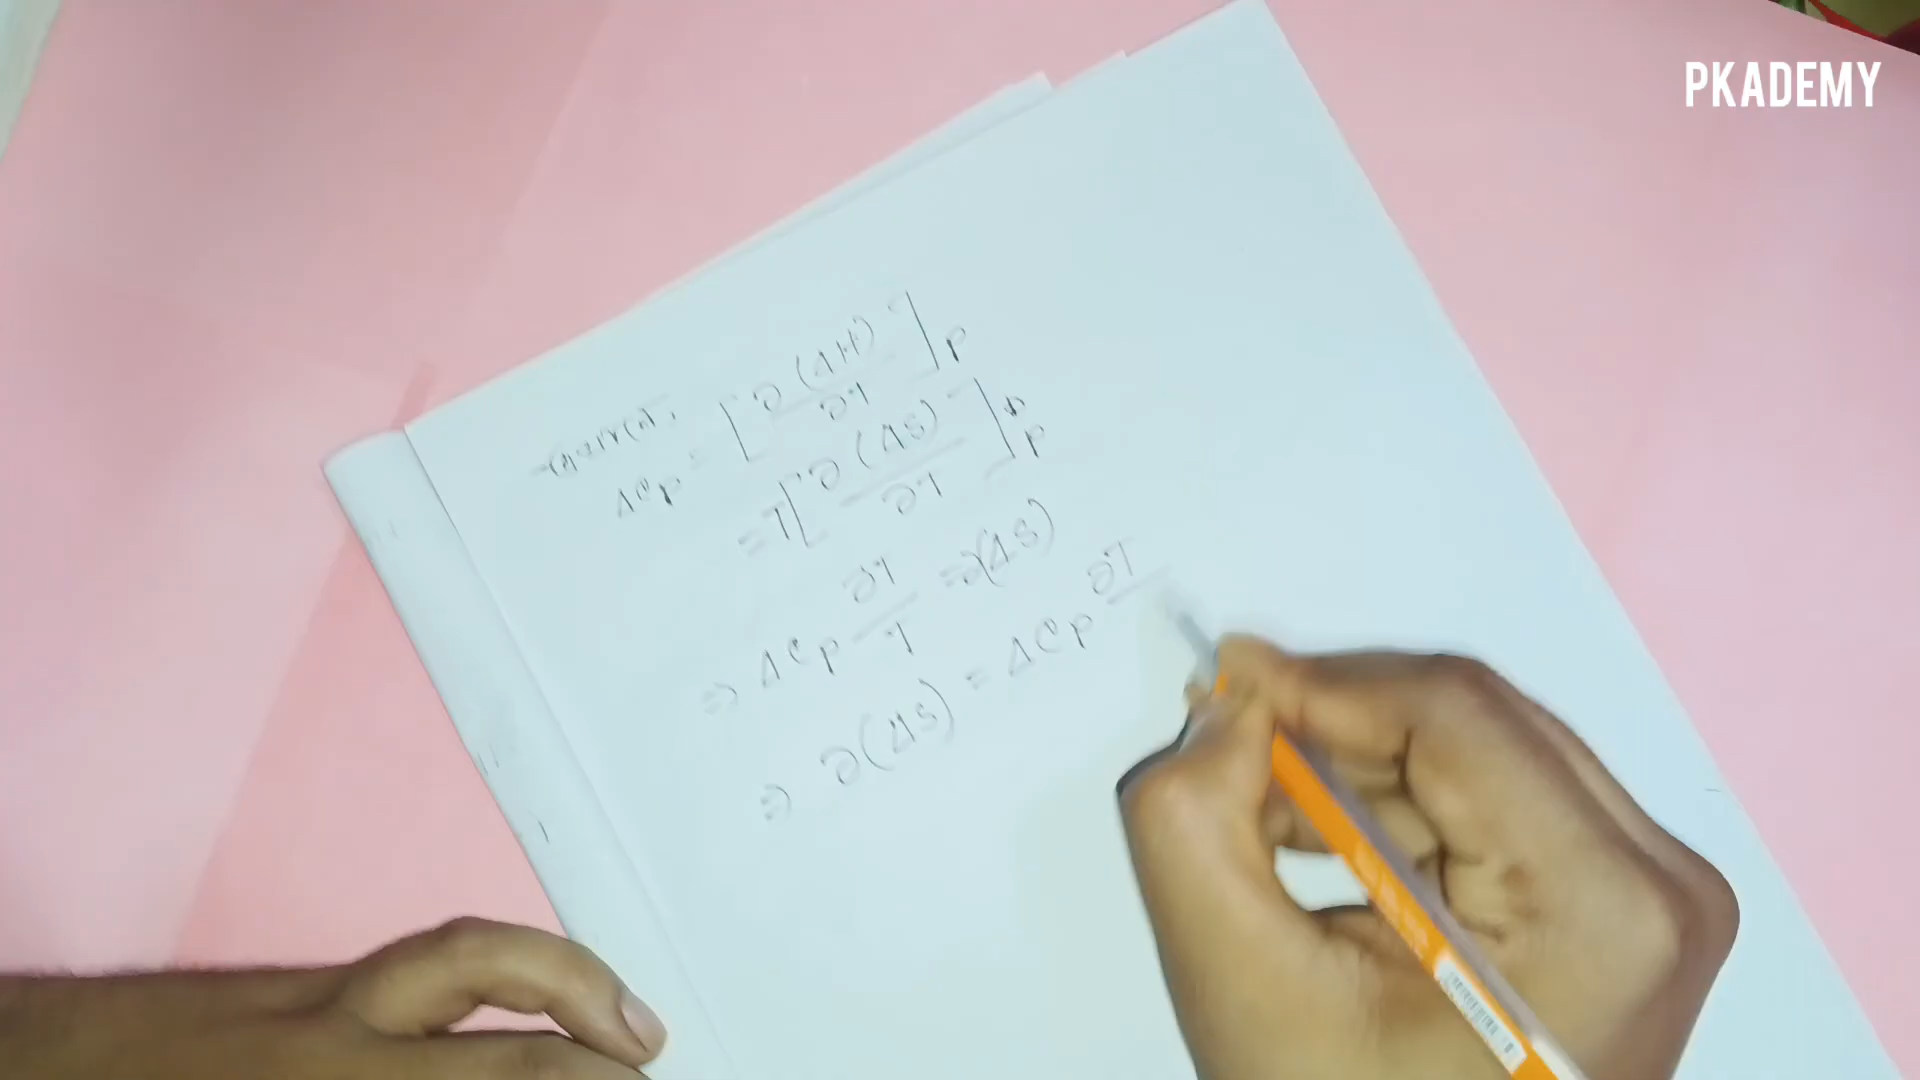 PKADEMY
ΔCp = [∂(ΔH)/∂T]p
= T[∂(ΔS)/∂T]p
⇒ ΔCp ∂T/T = ∂(ΔS)
⇒ ∂(ΔS) = ΔCp ∂T